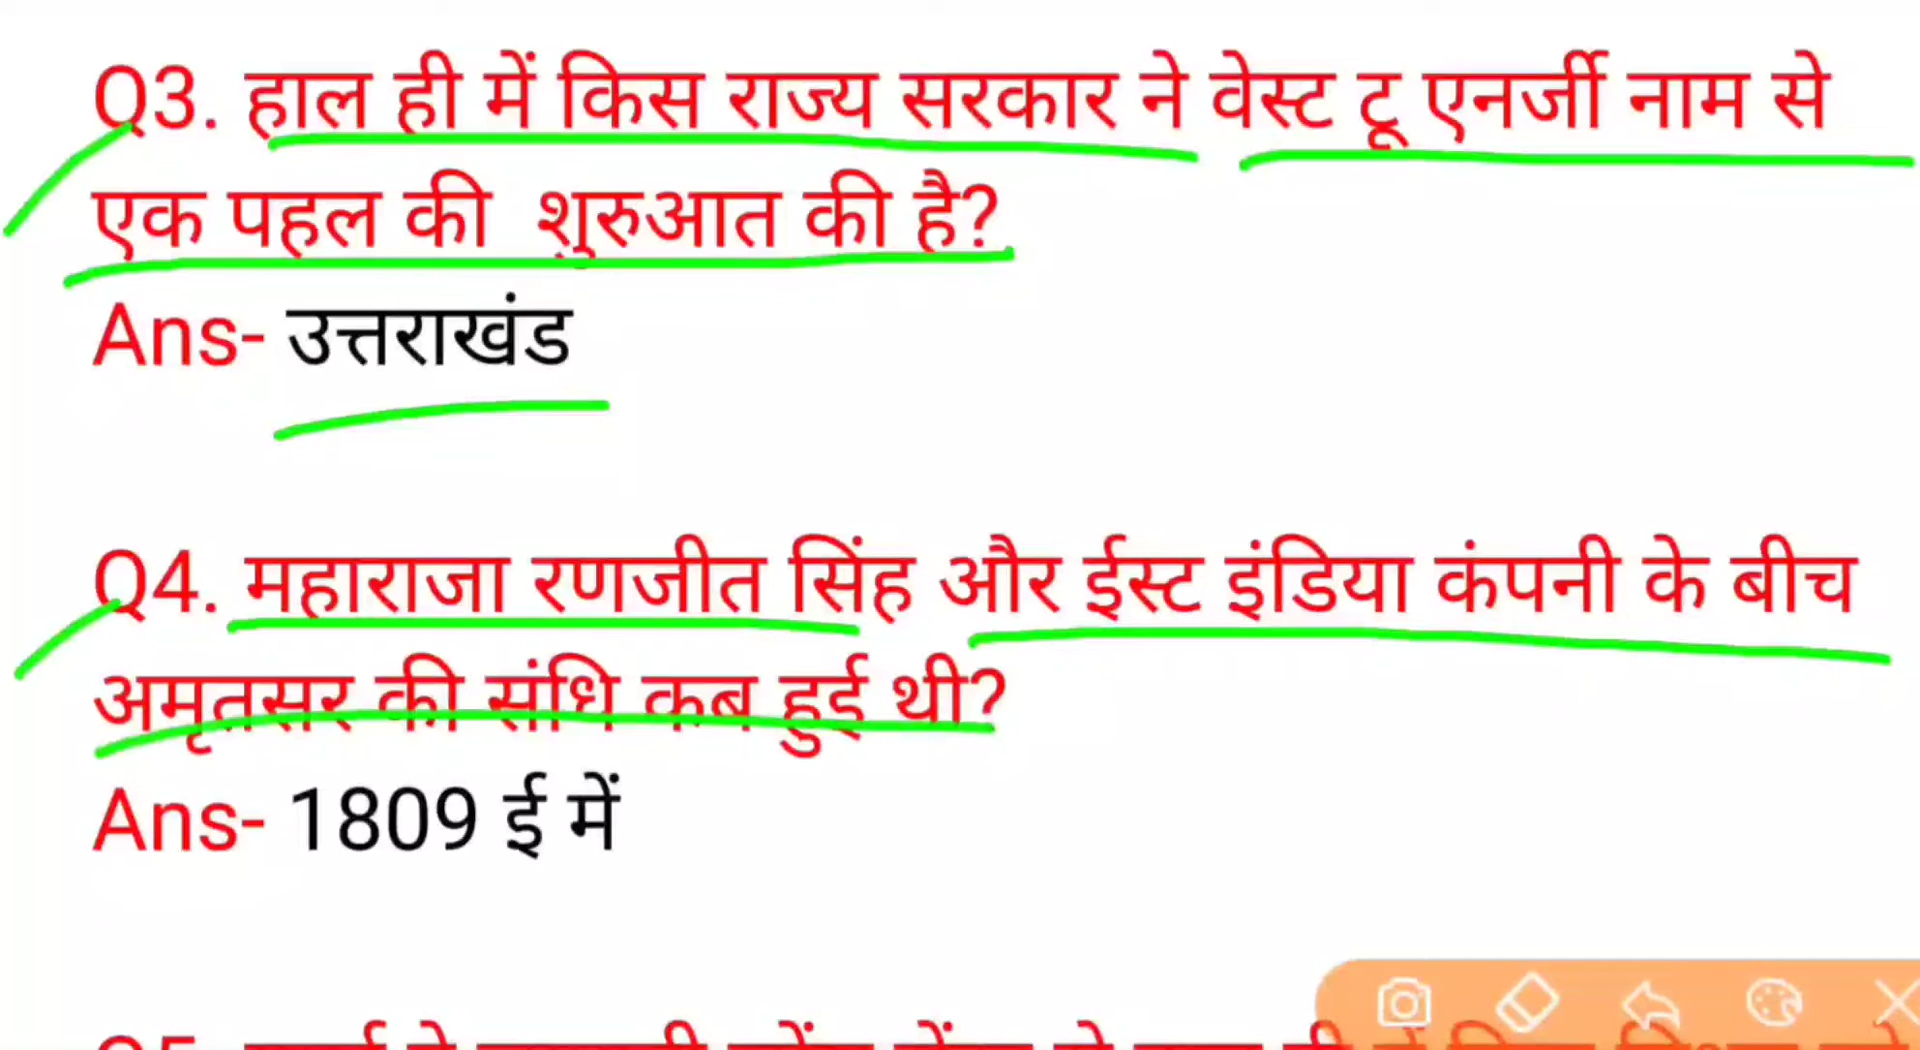 Q3. हाल ही में किस राज्य सरकार ने वेस्ट टू एनर्जी नाम से
एक पहल की शुरुआत की है?
Ans- उत्तराखंड
Q4. महाराजा रणजीत सिंह और ईस्ट इंडिया कंपनी के बीच
अमृतसर की संधि कब हुई थी?
Ans- 1809 ई में